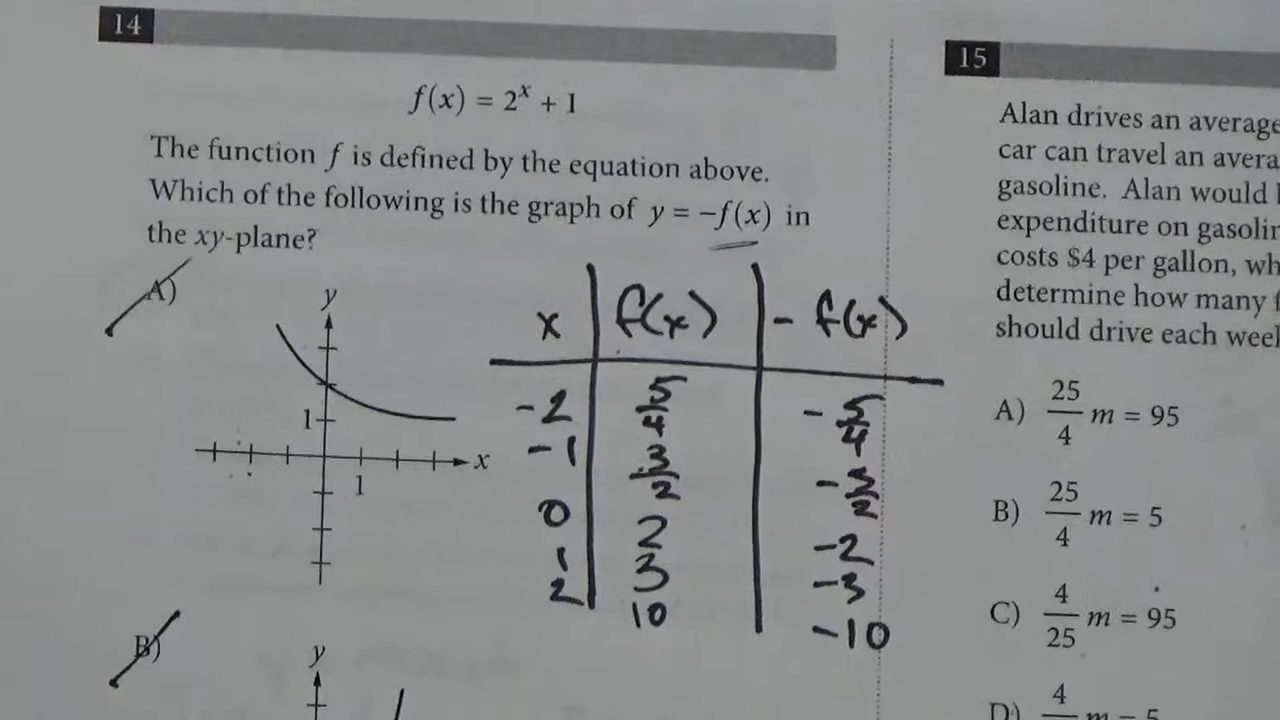 14
f(x) = 2ˣ + 1
The function f is defined by the equation above.
Which of the following is the graph of y = −f(x) in
the xy-plane?
A)
y
1
x
1
x | f(x) | - f(x)
-2 | 5/4 | -5/4
-1 | 3/2 | -3/2
0 | 2 | -2
1 | 3 | -3
2 | 10 | -10
B)
y
15
Alan drives an average
car can travel an avera
gasoline. Alan would
expenditure on gasolin
costs $4 per gallon, wh
determine how many
should drive each week
A) 25/4 m = 95
B) 25/4 m = 5
C) 4/25 m = 95
D) 4 m = 5